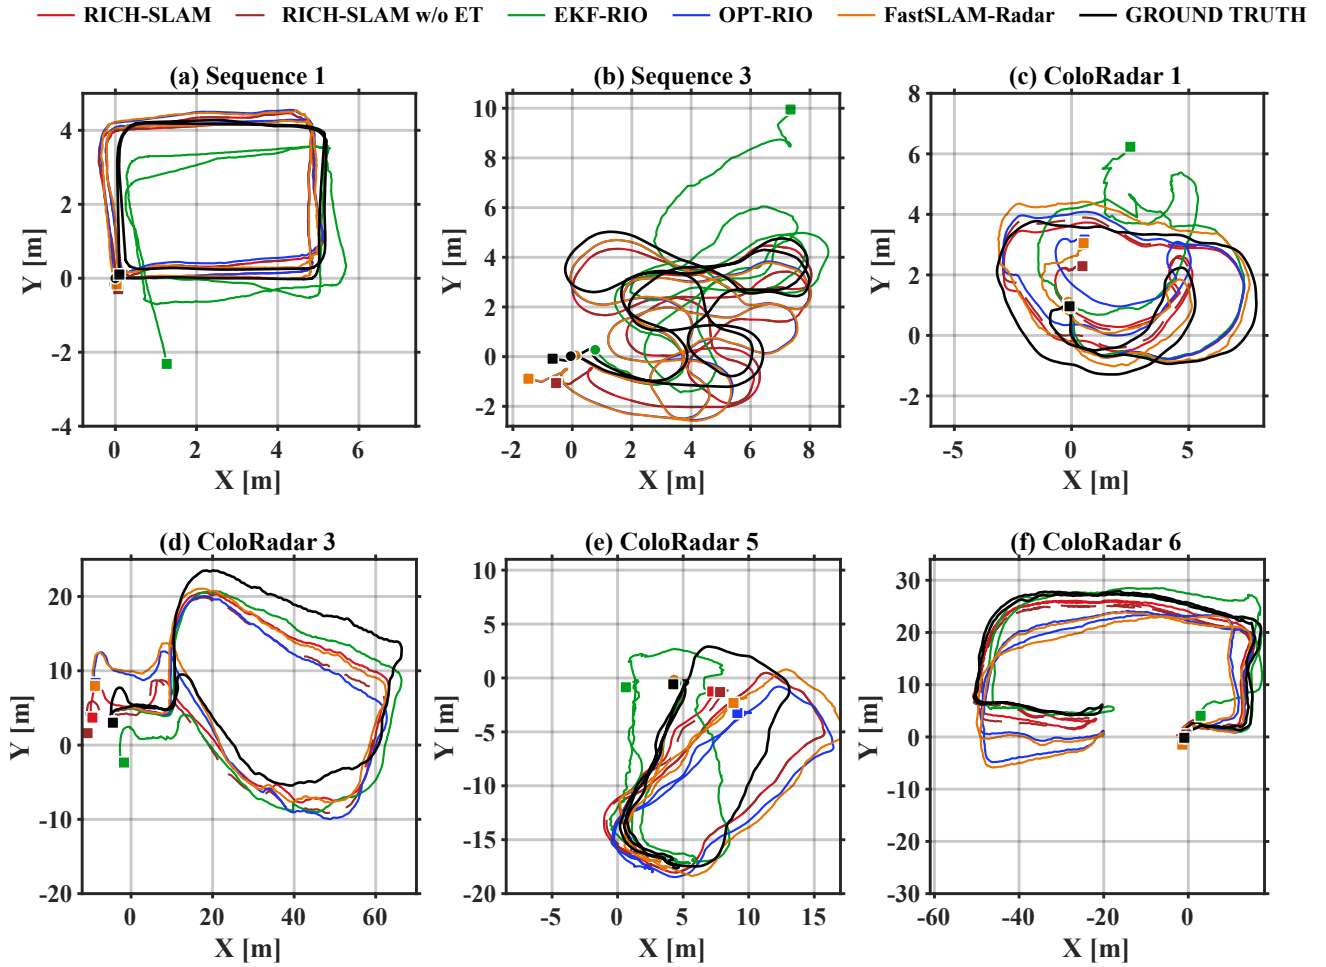 RICH-SLAM RICH-SLAM w/o ET EKF-RIO OPT-RIO FastSLAM-Radar GROUND TRUTH
(a) Sequence 1
4
2
0
-2
-4
Y [m]
0 2 4 6
X [m]
(b) Sequence 3
10
8
6
4
2
0
-2
Y [m]
-2 0 2 4 6 8
X [m]
(c) ColoRadar 1
8
6
4
2
0
-2
Y [m]
-5 0 5
X [m]
(d) ColoRadar 3
20
10
0
-10
-20
Y [m]
0 20 40 60
X [m]
(e) ColoRadar 5
10
5
0
-5
-10
-15
-20
Y [m]
-5 0 5 10 15
X [m]
(f) ColoRadar 6
30
20
10
0
-10
-20
-30
Y [m]
-60 -40 -20 0
X [m]